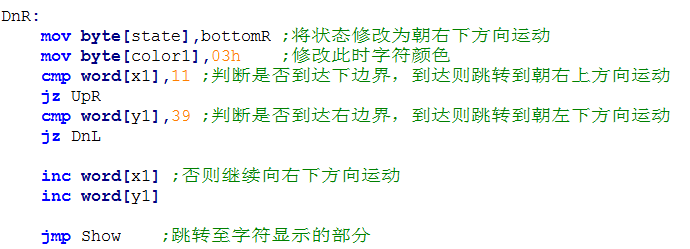 DnR:
mov byte[state],bottomR ;将状态修改为朝右下方向运动
mov byte[color1],03h ;修改此时字符颜色
cmp word[x1],11 ;判断是否到达下边界，到达则跳转到朝右上方向运动
jz UpR
cmp word[y1],39 ;判断是否到达右边界，到达则跳转到朝左下方向运动
jz DnL
inc word[x1] ;否则继续向右下方向运动
inc word[y1]
jmp Show ;跳转至字符显示的部分